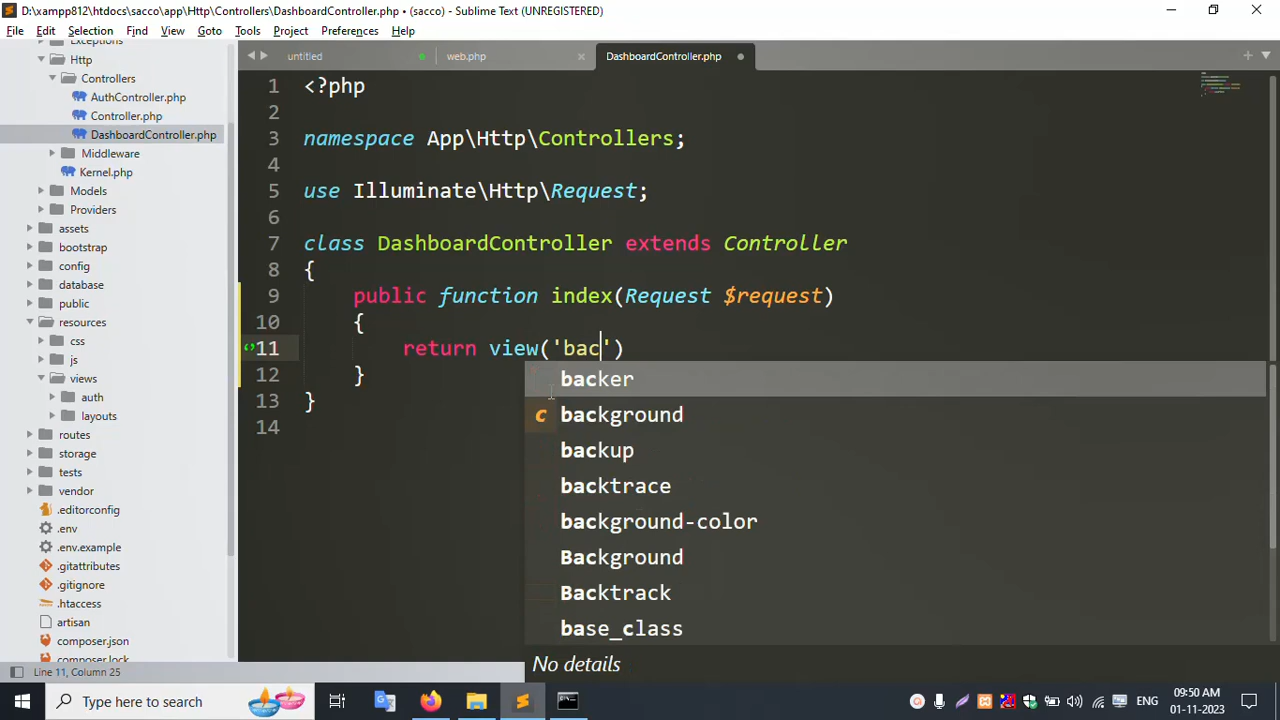 D:\xampp812\htdocs\sacco\app\Http\Controllers\DashboardController.php • (sacco) - Sublime Text (UNREGISTERED)
File Edit Selection Find View Goto Tools Project Preferences Help
Exceptions
Http
Controllers
AuthController.php
Controller.php
DashboardController.php
Middleware
Kernel.php
Models
Providers
assets
bootstrap
config
database
public
resources
css
js
views
auth
layouts
routes
storage
tests
vendor
.editorconfig
.env
.env.example
.gitattributes
.gitignore
.htaccess
artisan
composer.json
composer.lock
untitled web.php DashboardController.php
1 <?php
2
3 namespace App\Http\Controllers;
4
5 use Illuminate\Http\Request;
6
7 class DashboardController extends Controller
8 {
9 public function index(Request $request)
10 {
11 return view('bac')
12 }
13 }
14
backer
background
backup
backtrace
background-color
Background
Backtrack
base_class
No details
Line 11, Column 25
Type here to search
ENG
09:50 AM
01-11-2023